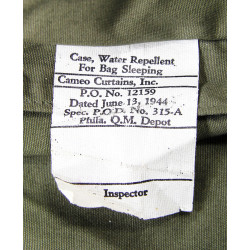 Case, Water Repellent
For Bag Sleeping
Cameo Curtains, Inc.
P.O. No. 12159
Dated June 13, 1944
Spec. P.Q.D. No. 315-A
Phila. Q.M. Depot
Inspector